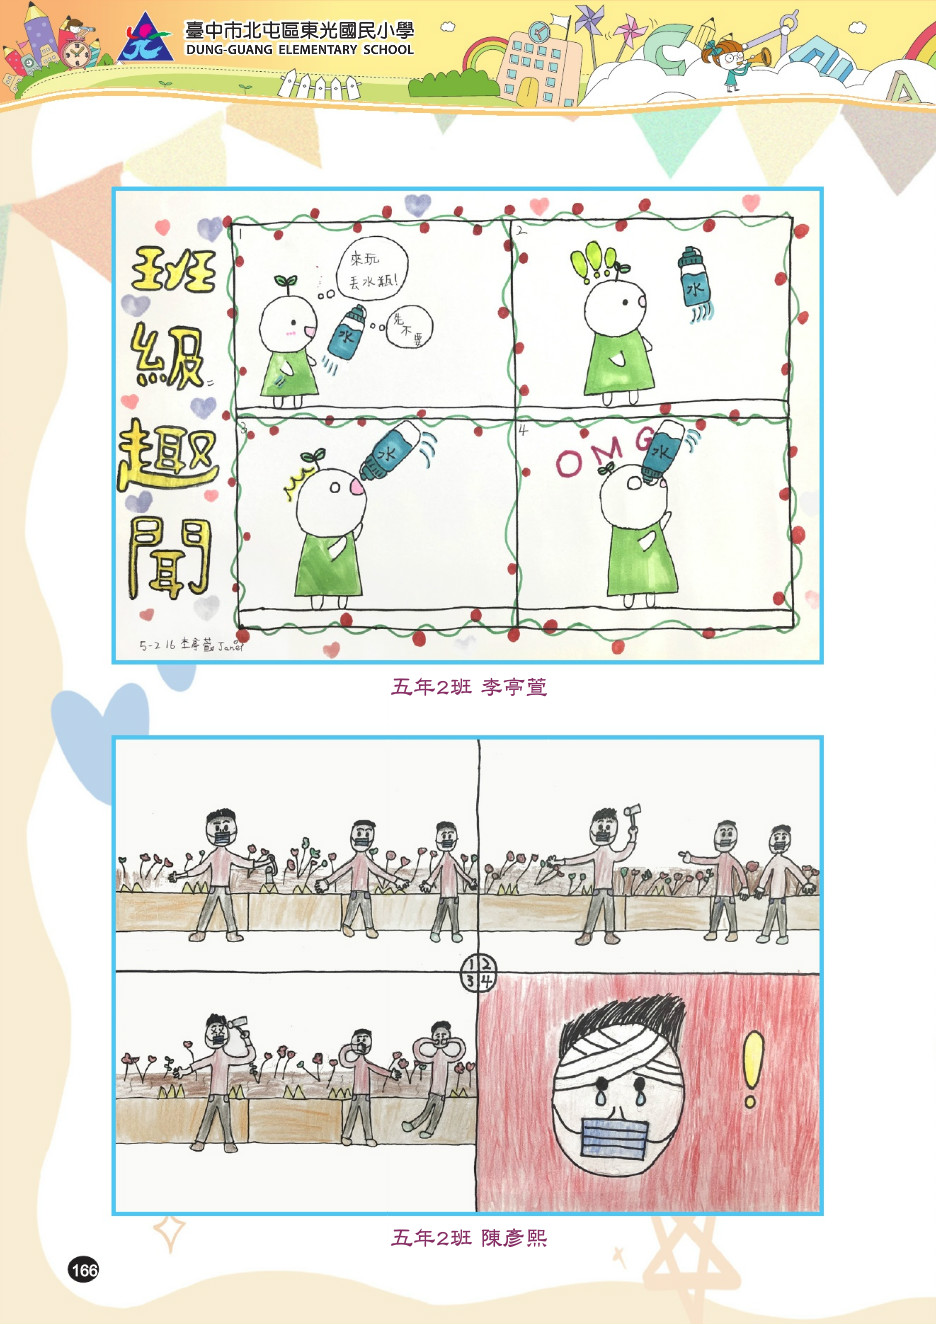 臺中市北屯區東光國民小學
DUNG-GUANG ELEMENTARY SCHOOL
班級趣聞
1
來玩
丟水瓶!
先不要
水
2
水
3
水
4
OMG
水
5-2 16 李亭萱 Janet
五年2班 李亭萱
1 2
3 4
五年2班 陳彥熙
166